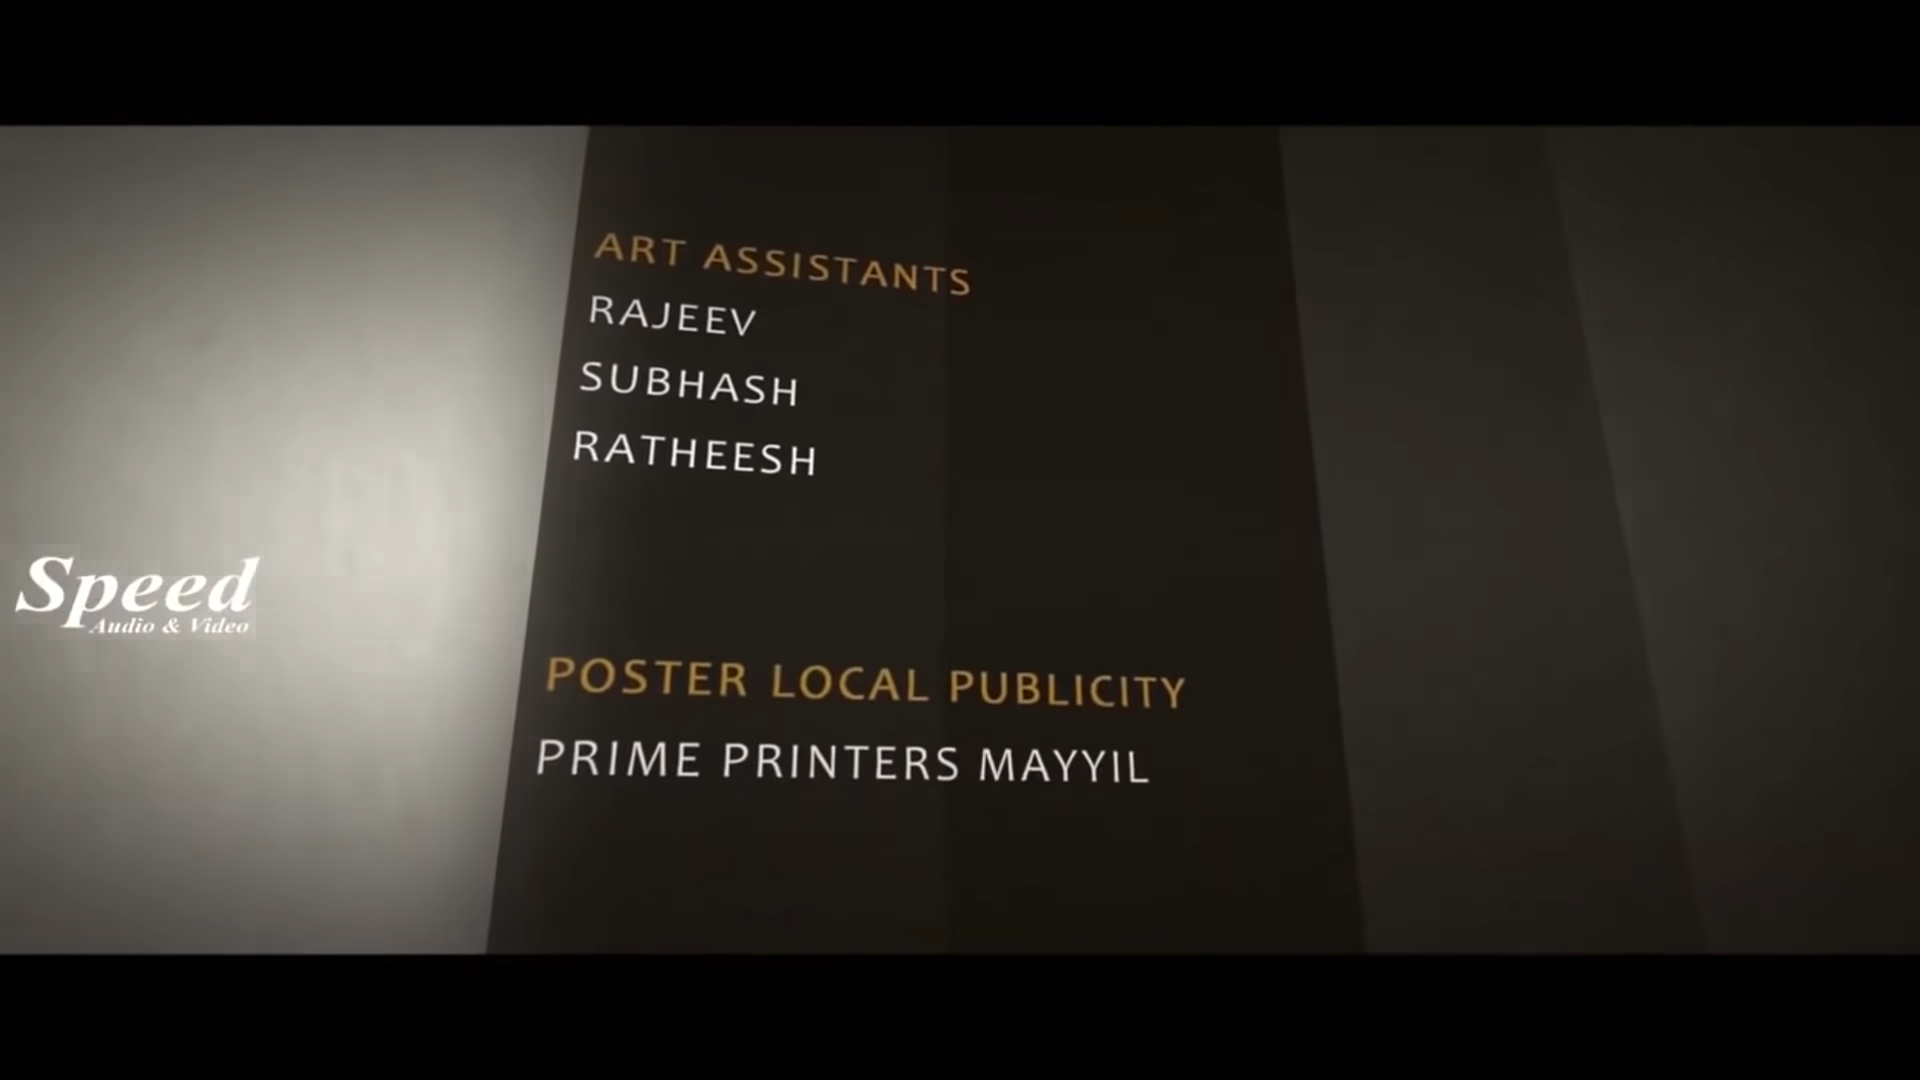 ART ASSISTANTS
RAJEEV
SUBHASH
RATHEESH
Speed
Audio & Video
POSTER LOCAL PUBLICITY
PRIME PRINTERS MAYYIL